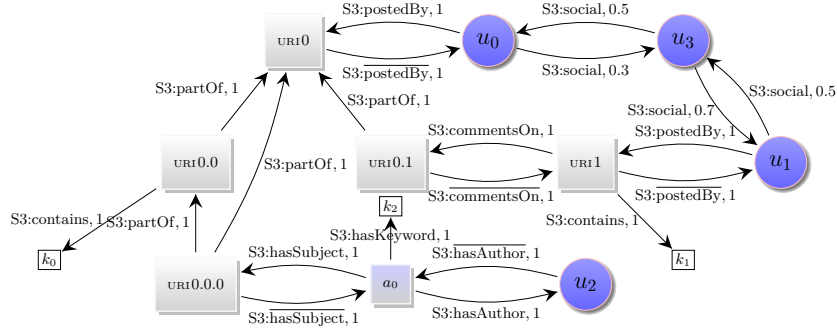 S3:postedBy, 1
S3:social, 0.5
URI0
u0
u3
S3:postedBy, 1
S3:social, 0.3
S3:partOf, 1
S3:partOf, 1
S3:social, 0.5
S3:social, 0.7
S3:commentsOn, 1
S3:postedBy, 1
URI0.0
S3:partOf, 1
URI0.1
URI1
u1
S3:commentsOn, 1
S3:postedBy, 1
k2
S3:contains, 1
S3:partOf, 1
S3:contains, 1
S3:hasKeyword, 1
S3:hasSubject, 1
S3:hasAuthor, 1
k0
k1
URI0.0.0
a0
u2
S3:hasSubject, 1
S3:hasAuthor, 1